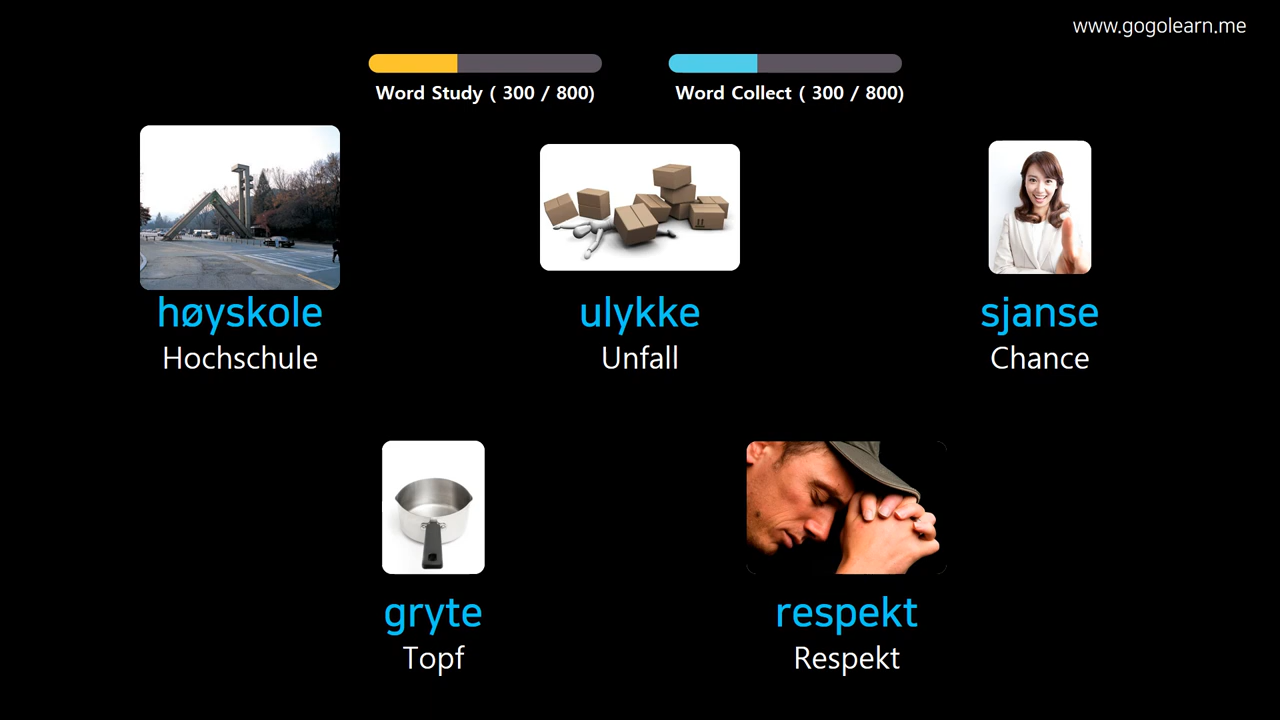 www.gogolearn.me
Word Study ( 300 / 800)
Word Collect ( 300 / 800)
høyskole
Hochschule
ulykke
Unfall
sjanse
Chance
gryte
Topf
respekt
Respekt